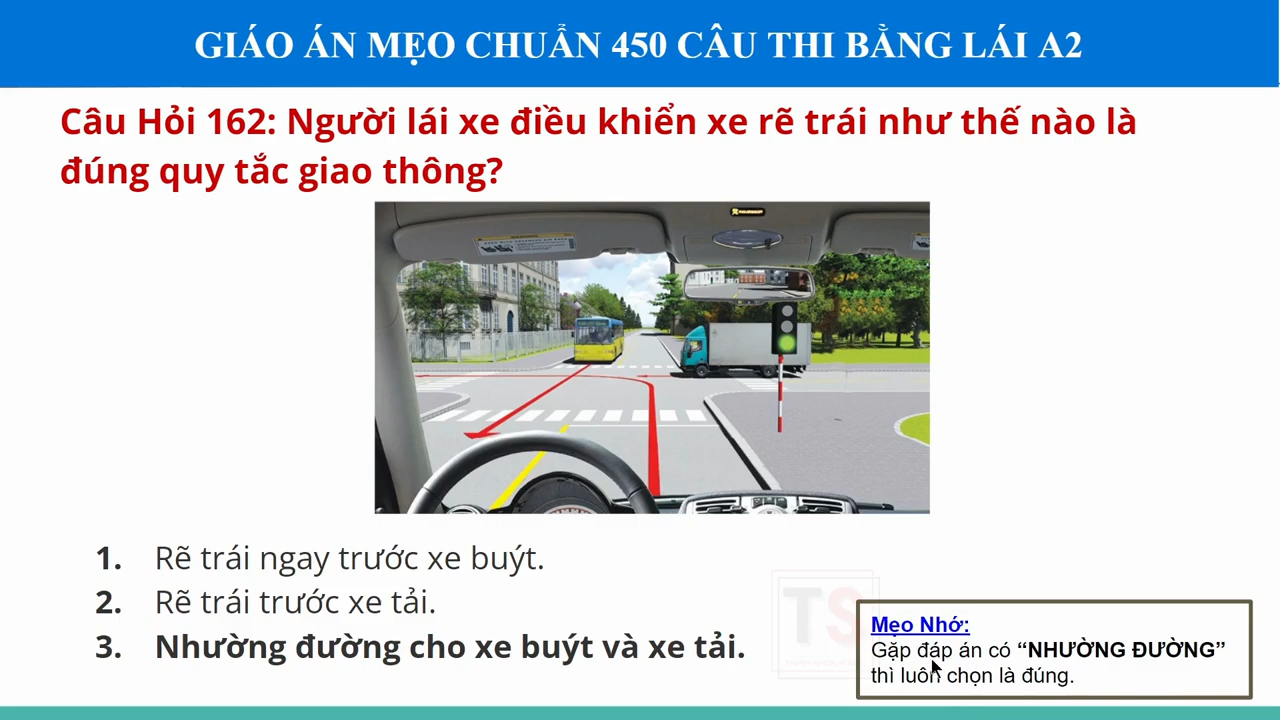 GIÁO ÁN MẸO CHUẨN 450 CÂU THI BẰNG LÁI A2
Câu Hỏi 162: Người lái xe điều khiển xe rẽ trái như thế nào là
đúng quy tắc giao thông?
1. Rẽ trái ngay trước xe buýt.
2. Rẽ trái trước xe tải.
3. Nhường đường cho xe buýt và xe tải.
TS
Mẹo Nhớ:
Gặp đáp án có “NHƯỜNG ĐƯỜNG”
thì luôn chọn là đúng.